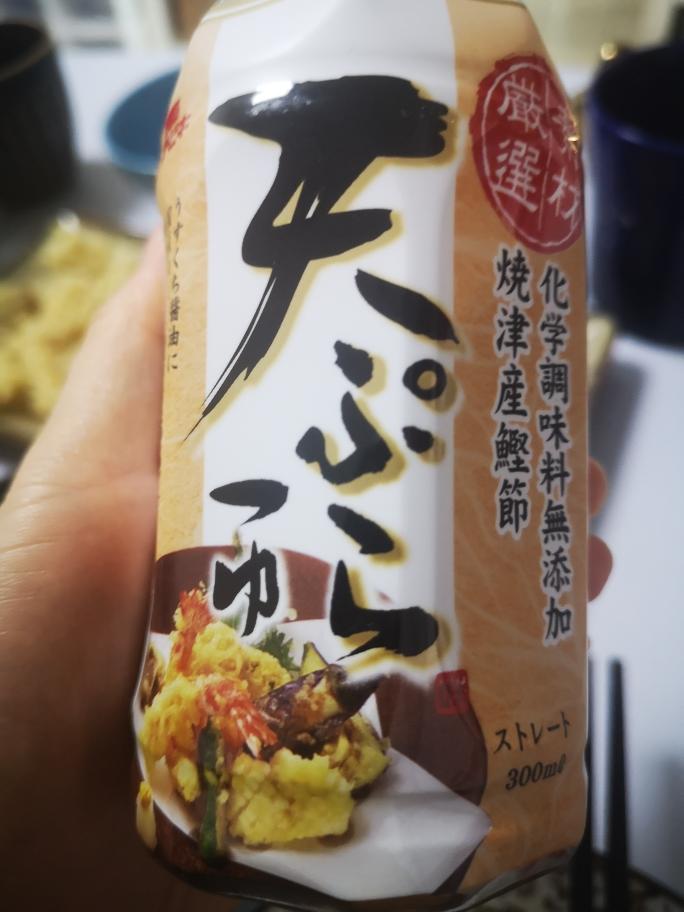 天ぷら
つゆ
素材
厳選
化学調味料無添加
焼津産鰹節
ストレート
300ml
うすくち醤油に